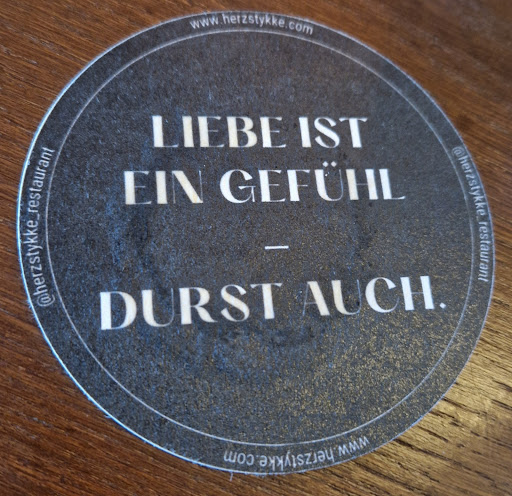 www.herzstykke.com
LIEBE IST
EIN GEFÜHL
–
DURST AUCH.
@herzstykke_restaurant
@herzstykke_restaurant
www.herzstykke.com